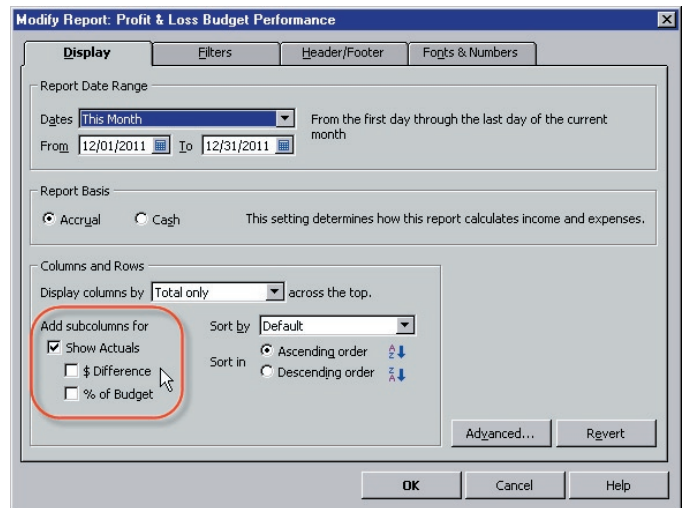 Modify Report: Profit & Loss Budget Performance
Display Filters Header/Footer Fonts & Numbers
Report Date Range
Dates This Month From the first day through the last day of the current
month
From 12/01/2011 To 12/31/2011
Report Basis
Accrual Cash This setting determines how this report calculates income and expenses.
Columns and Rows
Display columns by Total only across the top.
Add subcolumns for Sort by Default
Show Actuals Ascending order
$ Difference Sort in Descending order
% of Budget
Advanced... Revert
OK Cancel Help